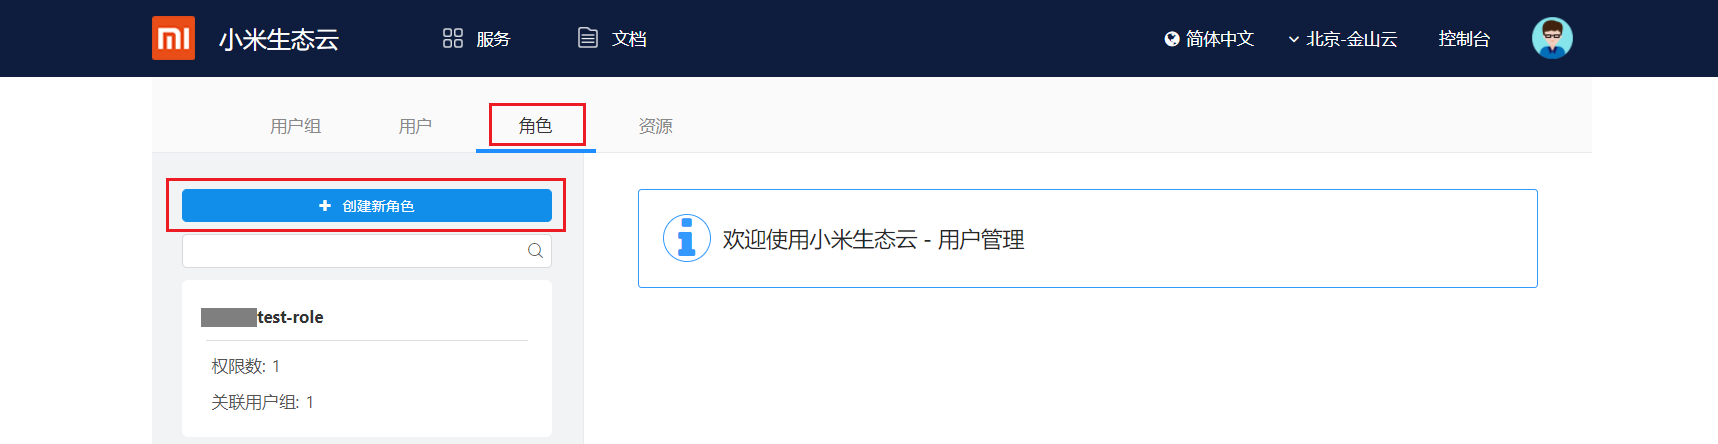 小米生态云
服务
文档
简体中文
北京-金山云
控制台
用户组
用户
角色
资源
创建新角色
欢迎使用小米生态云 - 用户管理
test-role
权限数: 1
关联用户组: 1